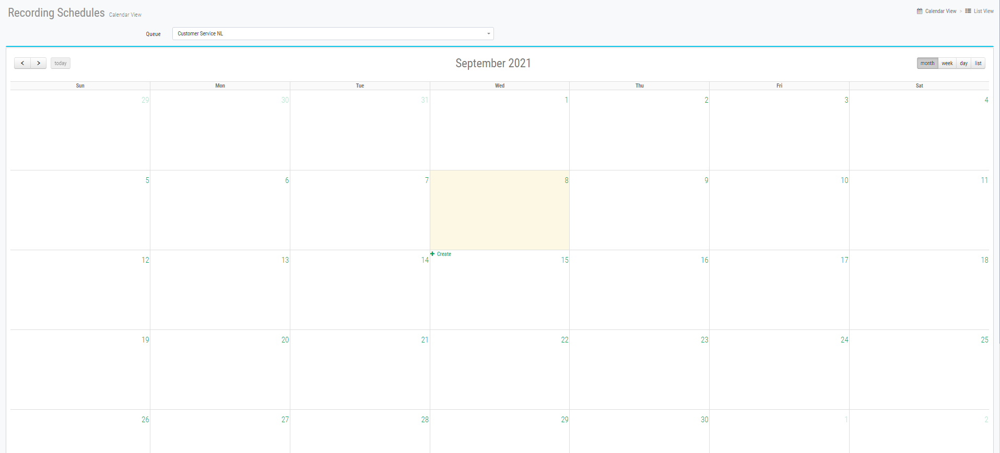 Recording Schedules Calendar View
Calendar View > List View
Queue Customer Service NL
today September 2021 month week day list
Sun Mon Tue Wed Thu Fri Sat
29 30 31 1 2 3 4
5 6 7 8 9 10 11
Create
12 13 14 15 16 17 18
19 20 21 22 23 24 25
26 27 28 29 30 1 2